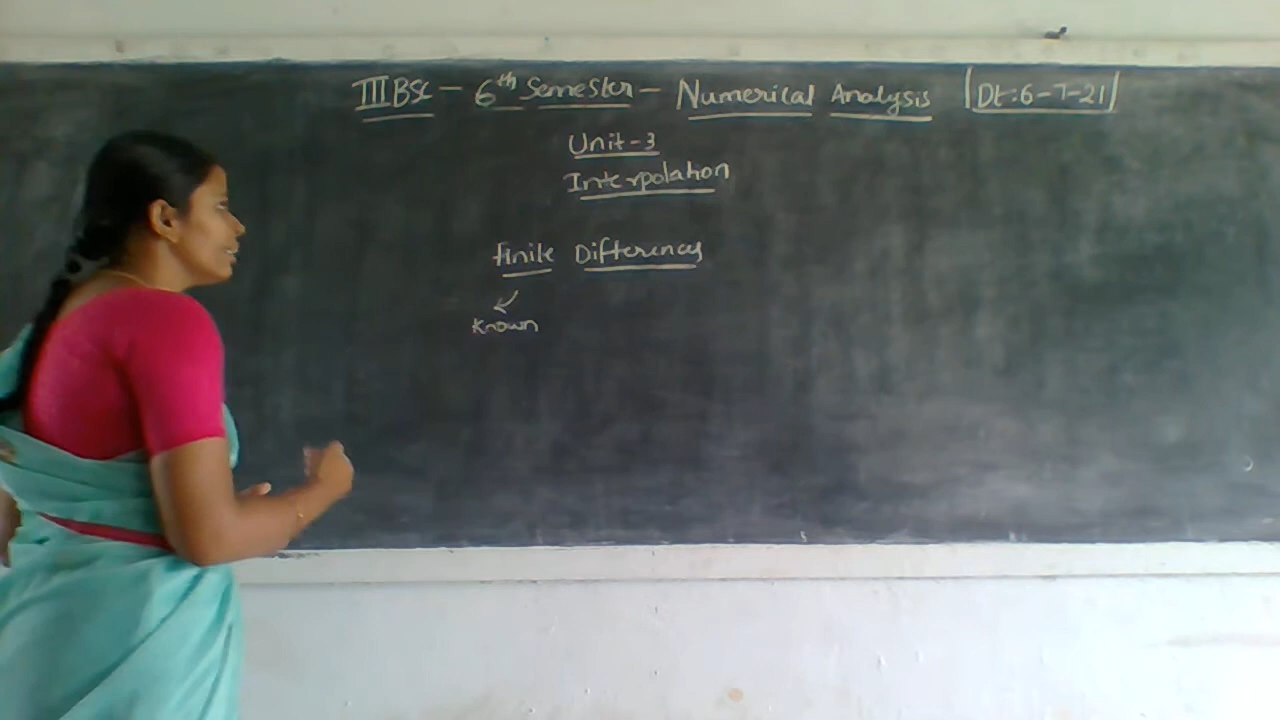 III BSc - 6th Semester - Numerical Analysis Dt: 6-7-21
Unit-3
Interpolation
Finite Differences
Known